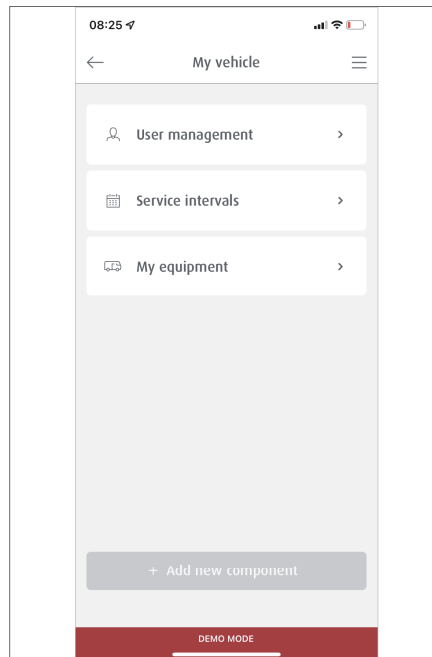 08:25
My vehicle
User management
Service intervals
My equipment
+ Add new component
DEMO MODE